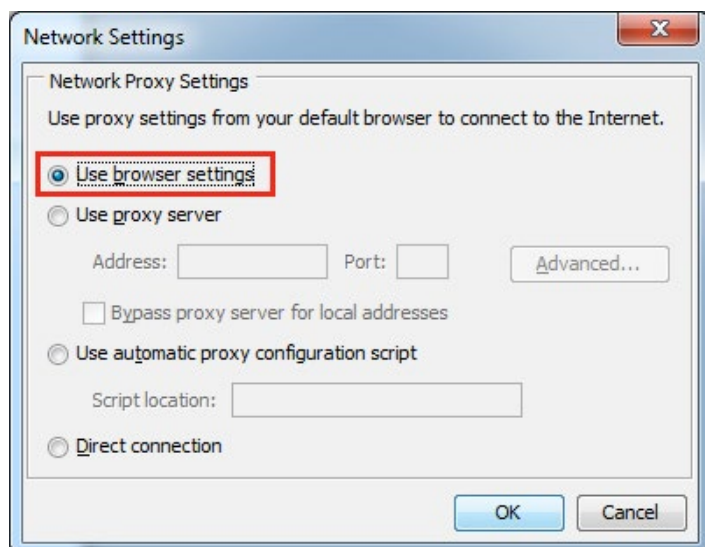 Network Settings
Network Proxy Settings
Use proxy settings from your default browser to connect to the Internet.
Use browser settings
Use proxy server
Address:
Port:
Advanced...
Bypass proxy server for local addresses
Use automatic proxy configuration script
Script location:
Direct connection
OK
Cancel